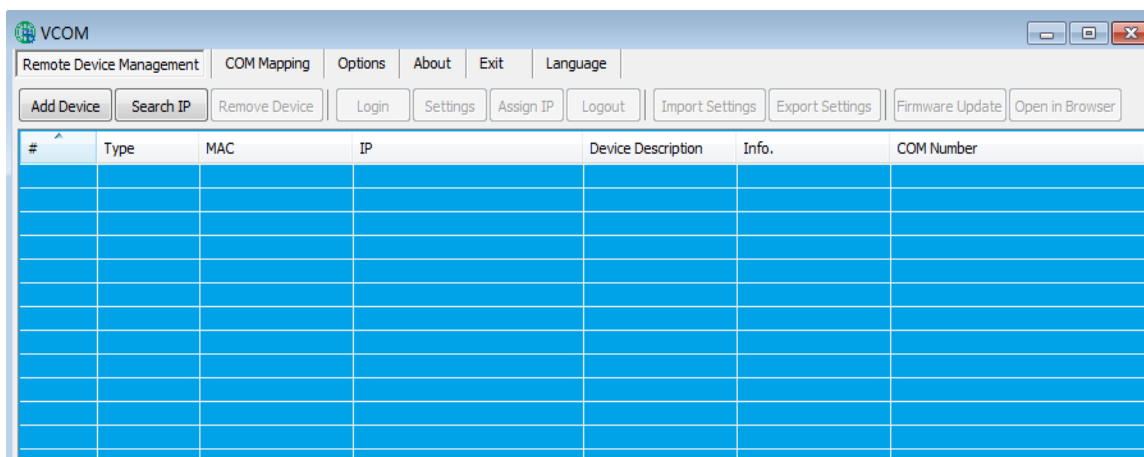 VCOM
Remote Device Management COM Mapping Options About Exit Language
Add Device Search IP Remove Device Login Settings Assign IP Logout Import Settings Export Settings Firmware Update Open in Browser
# Type MAC IP Device Description Info. COM Number